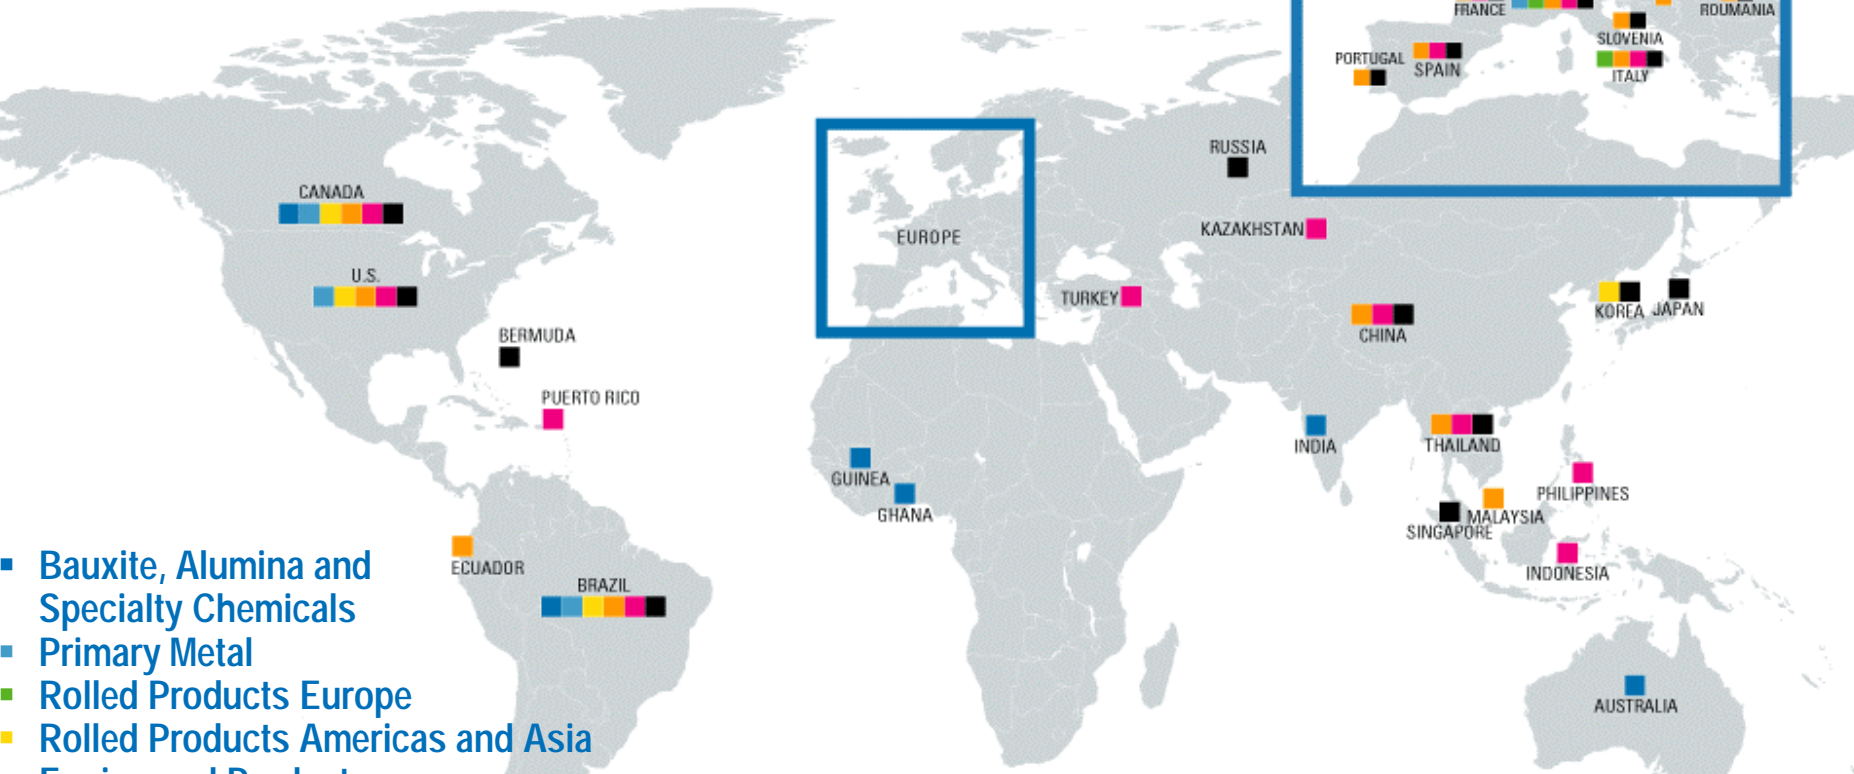 FRANCE
ROUMANIA
SLOVENIA
PORTUGAL
SPAIN
ITALY
RUSSIA
CANADA
KAZAKHSTAN
EUROPE
U.S.
TURKEY
KOREA
JAPAN
BERMUDA
CHINA
PUERTO RICO
INDIA
THAILAND
GUINEA
PHILIPPINES
GHANA
MALAYSIA
SINGAPORE
ECUADOR
INDONESIA
BRAZIL
AUSTRALIA
Bauxite, Alumina and
Specialty Chemicals
Primary Metal
Rolled Products Europe
Rolled Products Americas and Asia